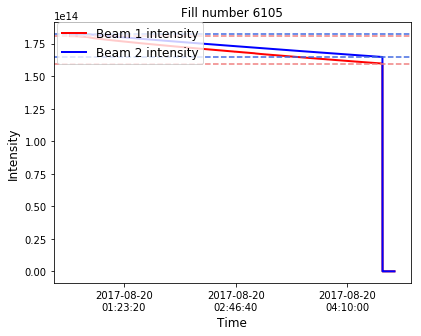 Fill number 6105
1e14
Beam 1 intensity
Beam 2 intensity
1.75
1.50
1.25
1.00
0.75
0.50
0.25
0.00
Intensity
2017-08-20
01:23:20
2017-08-20
02:46:40
2017-08-20
04:10:00
Time